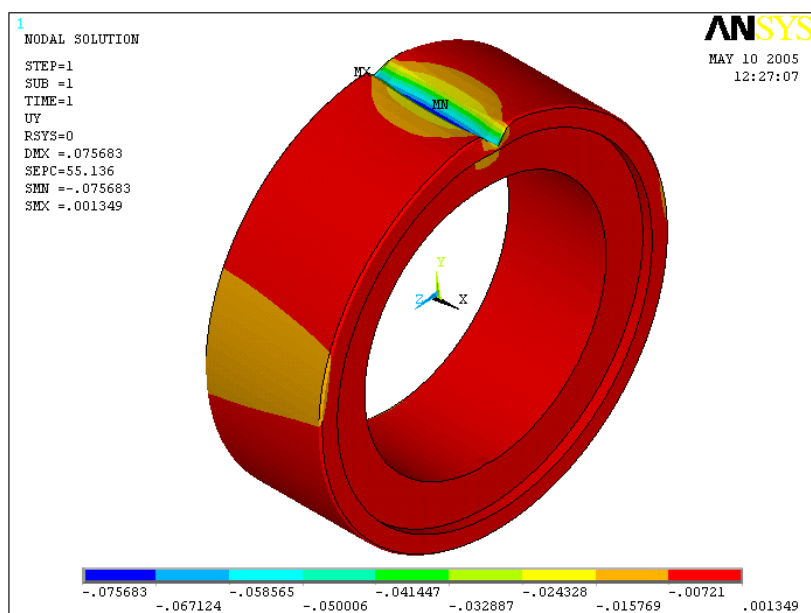 1
ANSYS
NODAL SOLUTION
MAY 10 2005
12:27:07
STEP=1
SUB =1
TIME=1
UY
RSYS=0
DMX =.075683
SEPC=55.136
SMN =-.075683
SMX =.001349
MX
MN
Y
Z
X
-.075683 -.058565 -.041447 -.024328 -.00721
-.067124 -.050006 -.032887 -.015769 .001349